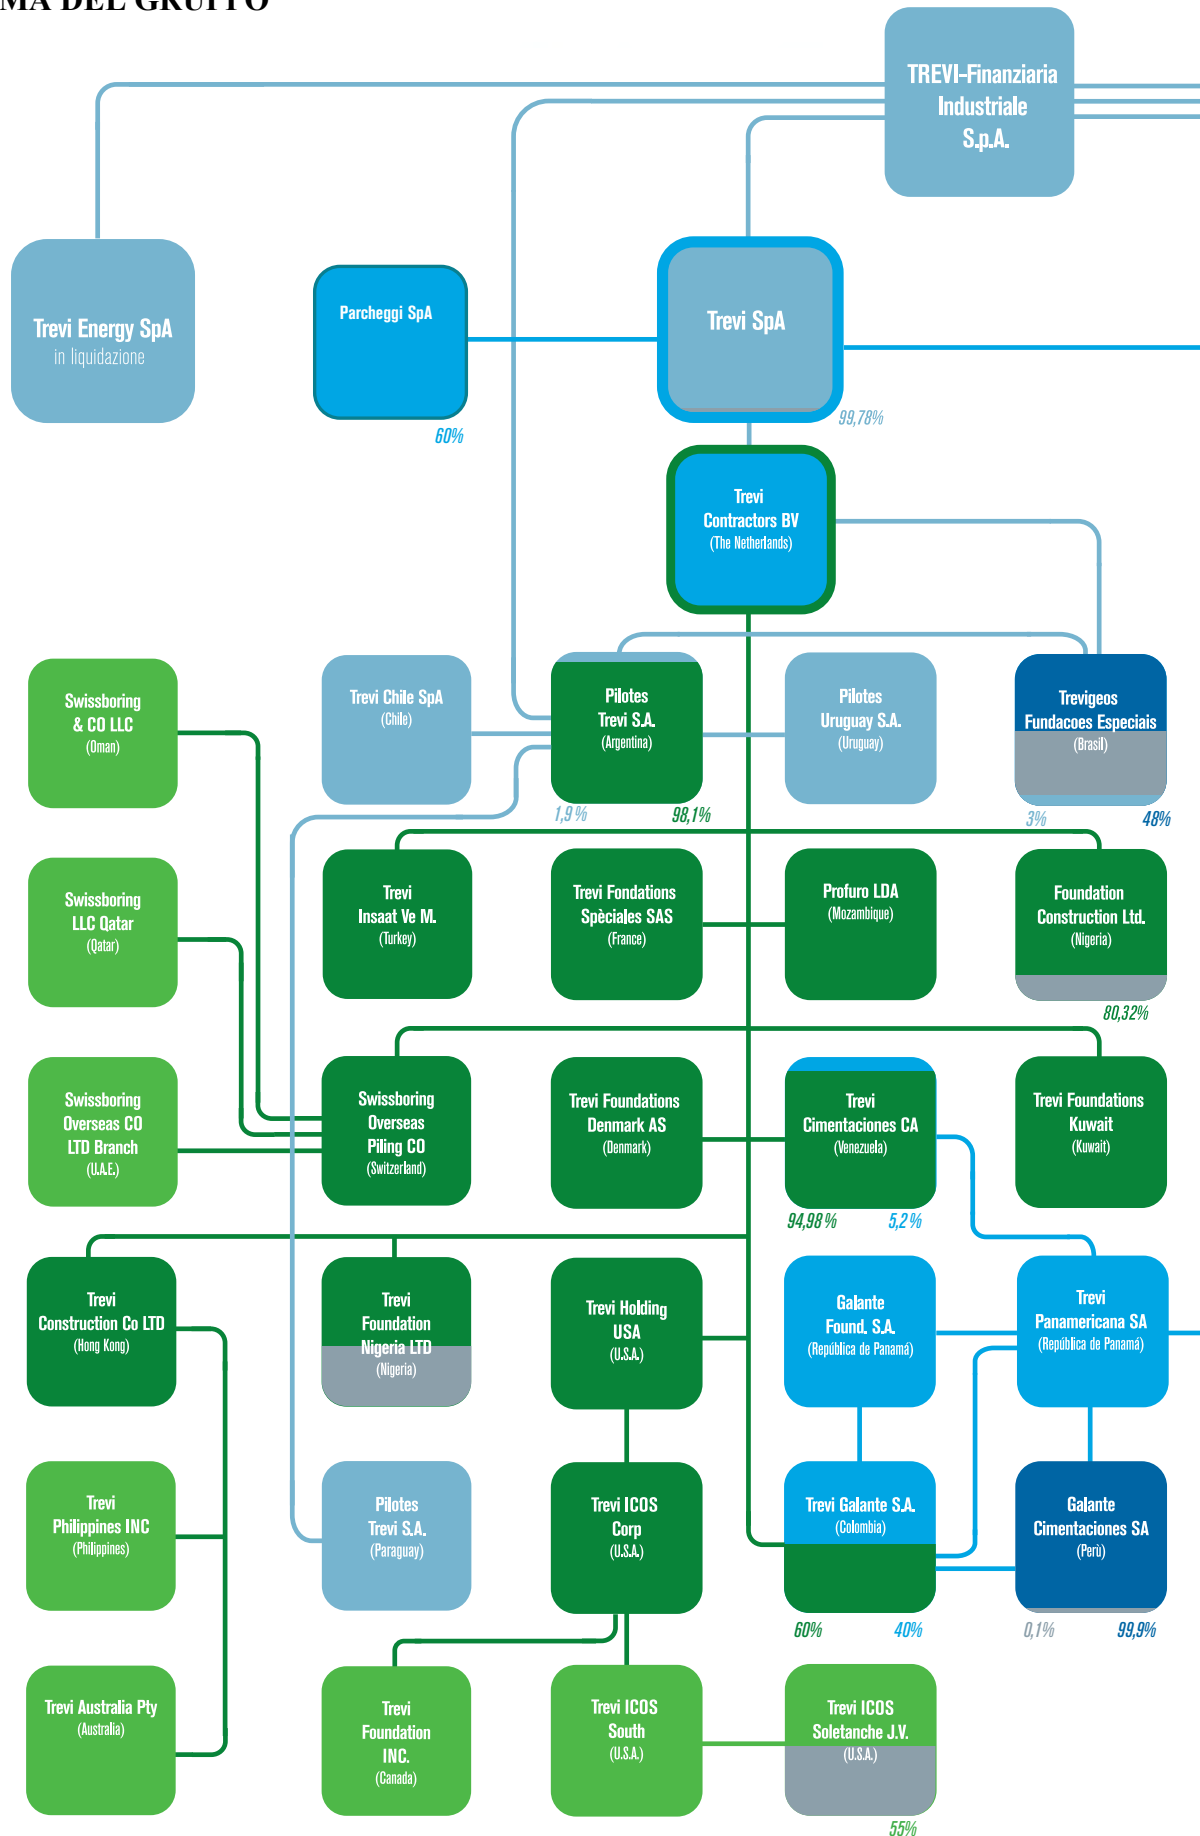 MA DEL GRUPPO
TREVI-Finanziaria
Industriale
S.p.A.
Trevi Energy SpA
in liquidazione
Parcheggi SpA
60%
Trevi SpA
99,78%
Trevi
Contractors BV
(The Netherlands)
Swissboring
& CO LLC
(Oman)
Trevi Chile SpA
(Chile)
Pilotes
Trevi S.A.
(Argentina)
1,9 %
98,1%
Pilotes
Uruguay S.A.
(Uruguay)
Trevigeos
Fundacoes Especiais
(Brasil)
3%
48%
Swissboring
LLC Qatar
(Qatar)
Trevi
Insaat Ve M.
(Turkey)
Trevi Fondations
Spèciales SAS
(France)
Profuro LDA
(Mozambique)
Foundation
Construction Ltd.
(Nigeria)
80,32%
Swissboring
Overseas CO
LTD Branch
(U.A.E.)
Swissboring
Overseas
Piling CO
(Switzerland)
Trevi Foundations
Denmark AS
(Denmark)
Trevi
Cimentaciones CA
(Venezuela)
94,98 %
5,2 %
Trevi Foundations
Kuwait
(Kuwait)
Trevi
Construction Co LTD
(Hong Kong)
Trevi
Foundation
Nigeria LTD
(Nigeria)
Trevi Holding
USA
(U.S.A.)
Galante
Found. S.A.
(República de Panamá)
Trevi
Panamericana SA
(República de Panamá)
Trevi
Philippines INC
(Philippines)
Pilotes
Trevi S.A.
(Paraguay)
Trevi ICOS
Corp
(U.S.A.)
Trevi Galante S.A.
(Colombia)
60%
40%
Galante
Cimentaciones SA
(Perù)
0,1%
99,9%
Trevi Australia Pty
(Australia)
Trevi
Foundation
INC.
(Canada)
Trevi ICOS
South
(U.S.A.)
Trevi ICOS
Soletanche J.V.
(U.S.A.)
55%